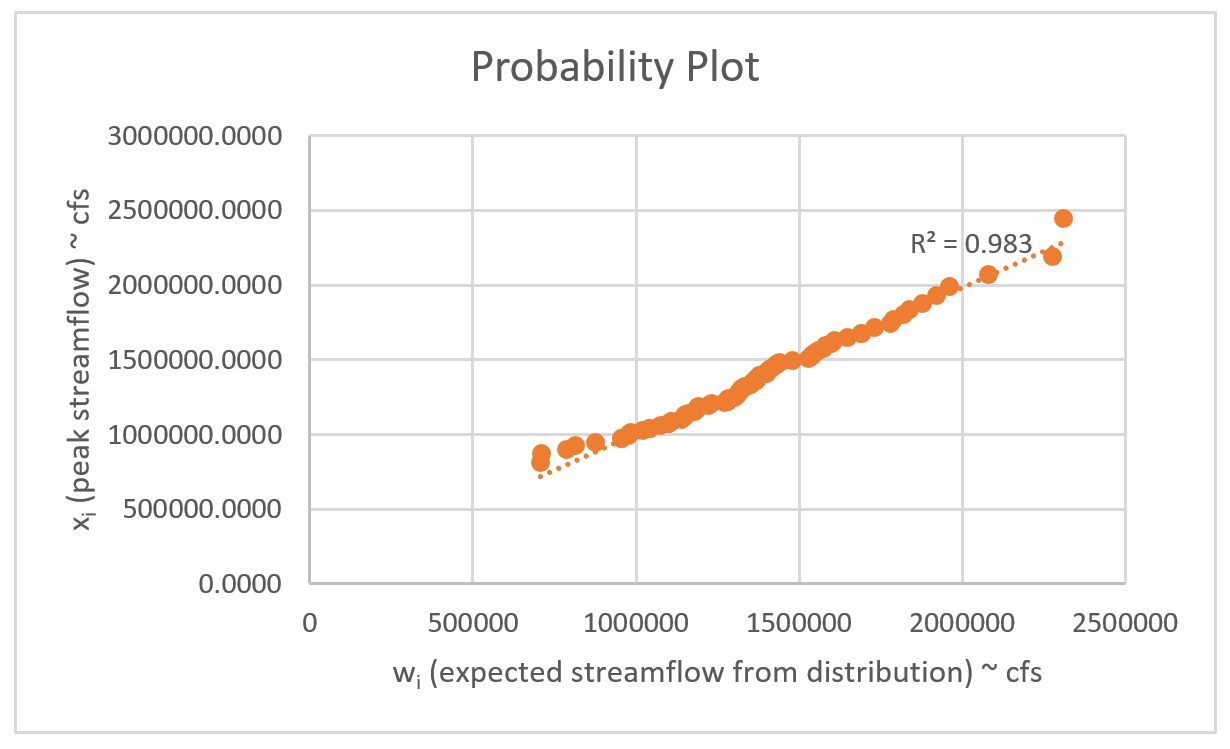 Probability Plot
3000000.0000
2500000.0000
2000000.0000
1500000.0000
1000000.0000
500000.0000
0.0000
xᵢ (peak streamflow) ~ cfs
R² = 0.983
0 500000 1000000 1500000 2000000 2500000
wᵢ (expected streamflow from distribution) ~ cfs